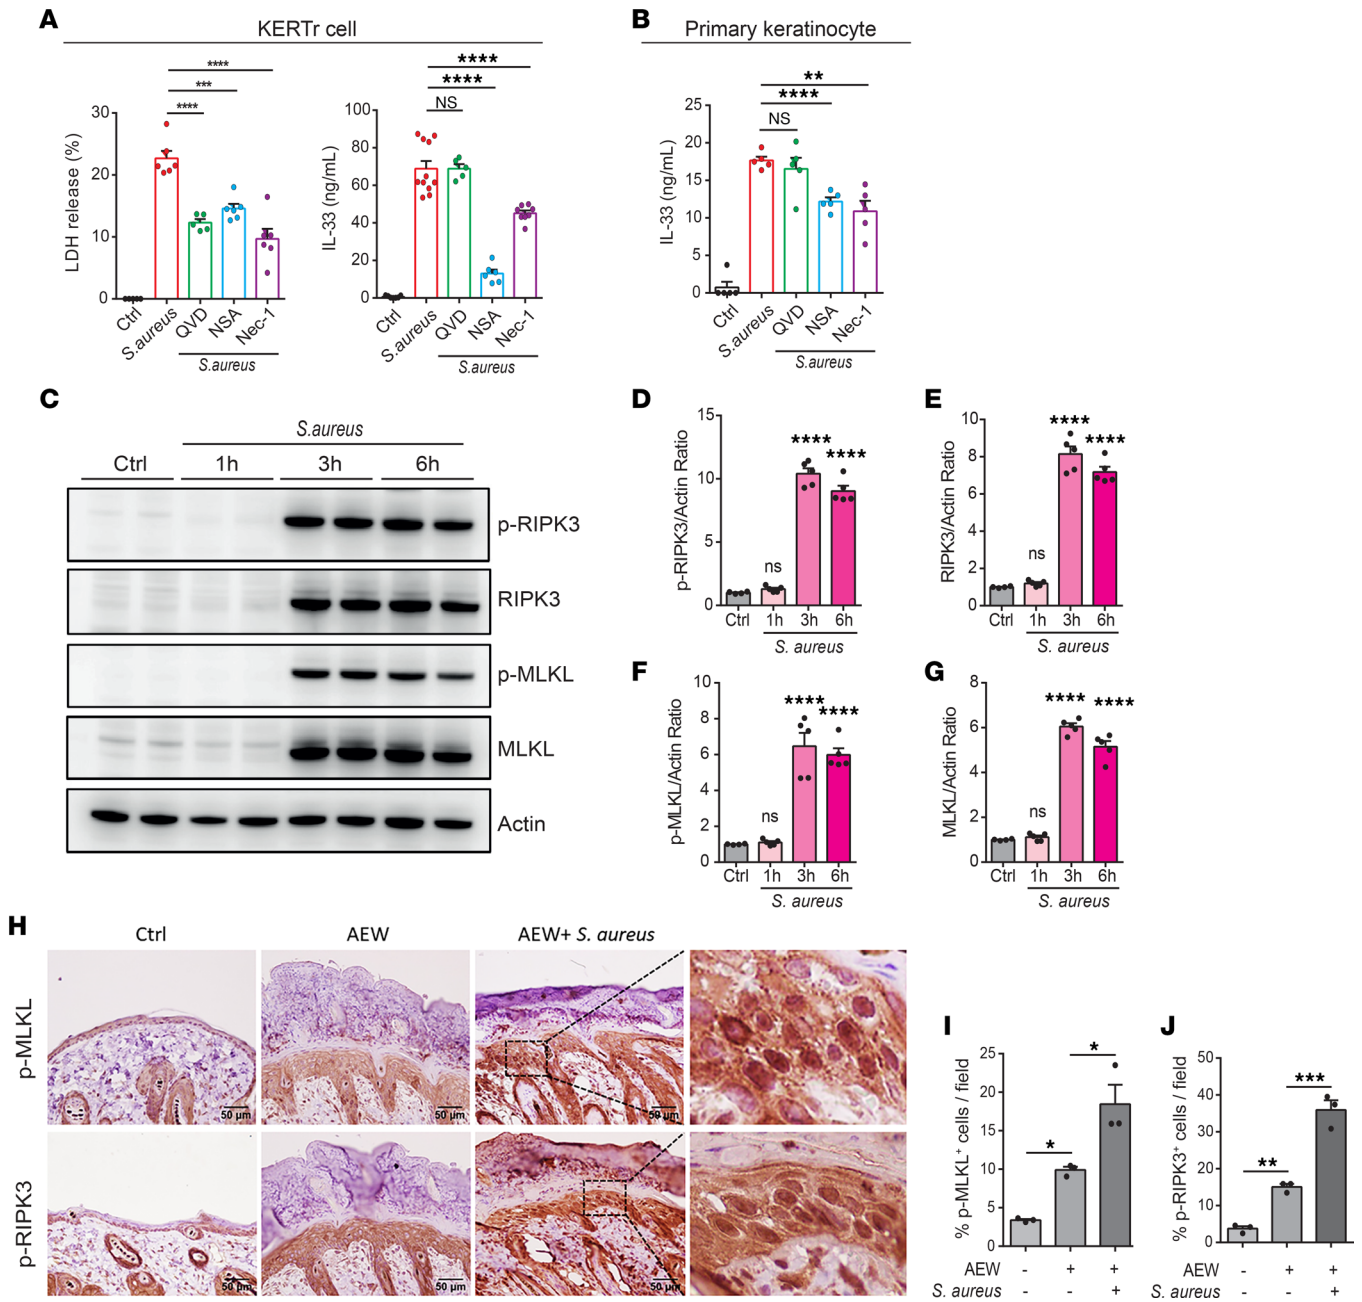 A
KERTr cell
LDH release (%)
30
20
10
0
****
***
****
Ctrl
S.aureus
QVD
NSA
Nec-1
S.aureus
IL-33 (ng/mL)
100
80
60
40
20
0
****
****
NS
Ctrl
S.aureus
QVD
NSA
Nec-1
S.aureus
B
Primary keratinocyte
IL-33 (ng/mL)
25
20
15
10
5
0
**
****
NS
Ctrl
S.aureus
QVD
NSA
Nec-1
S.aureus
C
S.aureus
Ctrl 1h 3h 6h
p-RIPK3
RIPK3
p-MLKL
MLKL
Actin
D
p-RIPK3/Actin Ratio
15
10
5
0
ns
****
****
Ctrl 1h 3h 6h
S. aureus
E
RIPK3/Actin Ratio
10
8
6
4
2
0
ns
****
****
Ctrl 1h 3h 6h
S. aureus
F
p-MLKL/Actin Ratio
10
8
6
4
2
0
ns
****
****
Ctrl 1h 3h 6h
S. aureus
G
MLKL/Actin Ratio
8
6
4
2
0
ns
****
****
Ctrl 1h 3h 6h
S. aureus
H
Ctrl AEW AEW+ S. aureus
p-MLKL
50 µm 50 µm 50 µm
p-RIPK3
50 µm 50 µm 50 µm
I
% p-MLKL+ cells / field
25
20
15
10
5
0
*
*
AEW - + +
S. aureus - - +
J
% p-RIPK3+ cells / field
50
40
30
20
10
0
**
***
AEW - + +
S. aureus - - +